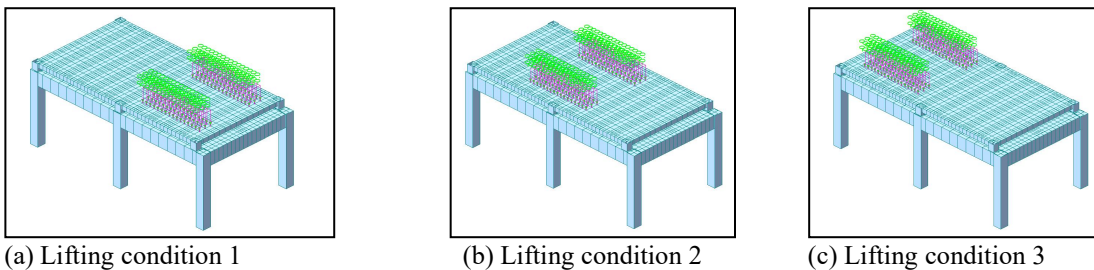 (a) Lifting condition 1
(b) Lifting condition 2
(c) Lifting condition 3